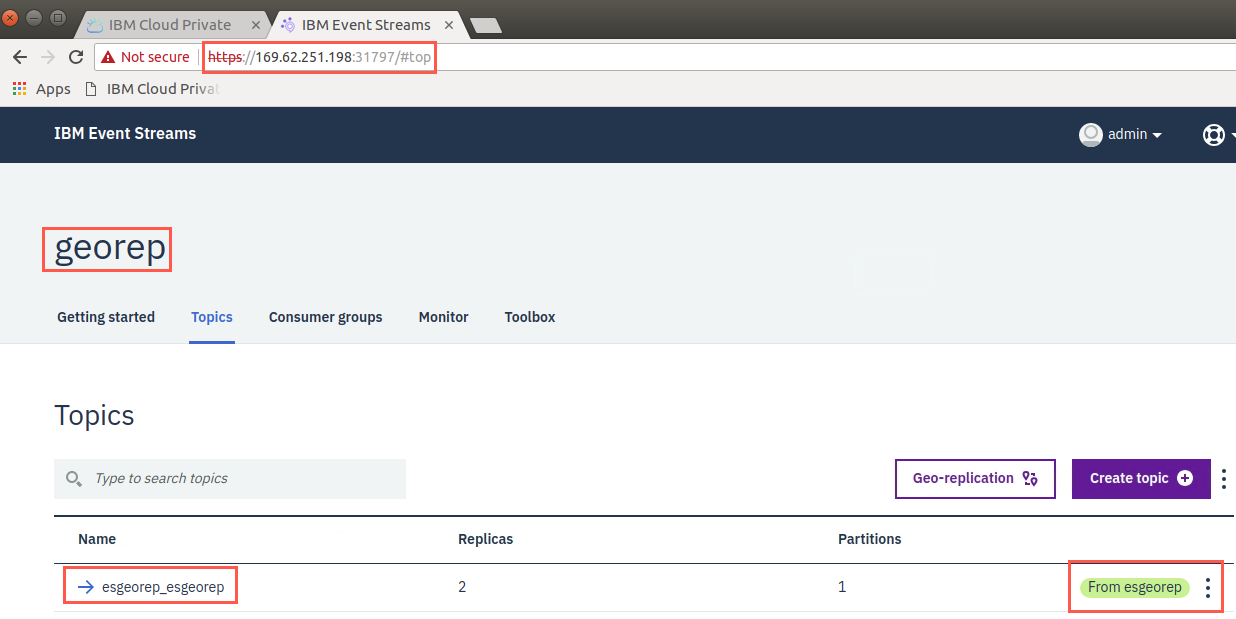 IBM Cloud Private
IBM Event Streams
Not secure https://169.62.251.198:31797/#top
Apps IBM Cloud Privat
IBM Event Streams
admin
georep
Getting started Topics Consumer groups Monitor Toolbox
Topics
Type to search topics
Geo-replication
Create topic
Name Replicas Partitions
esgeorep_esgeorep 2 1 From esgeorep